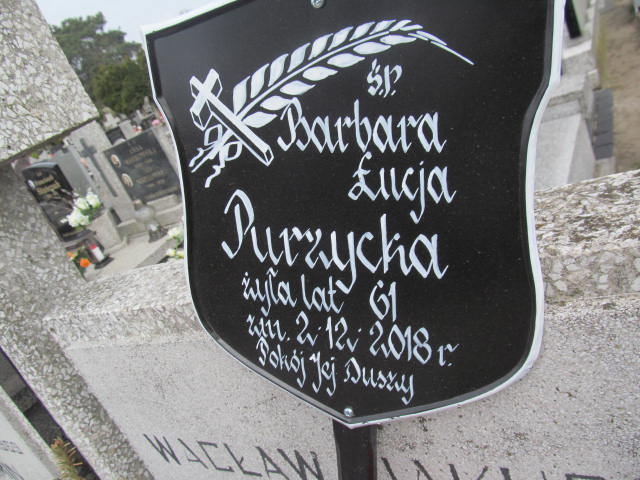 Ś.P.
Barbara
Łucja
Purzycka
żyła lat 61
zm. 2.12.2018 r.
Pokój Jej Duszy
WACŁAW